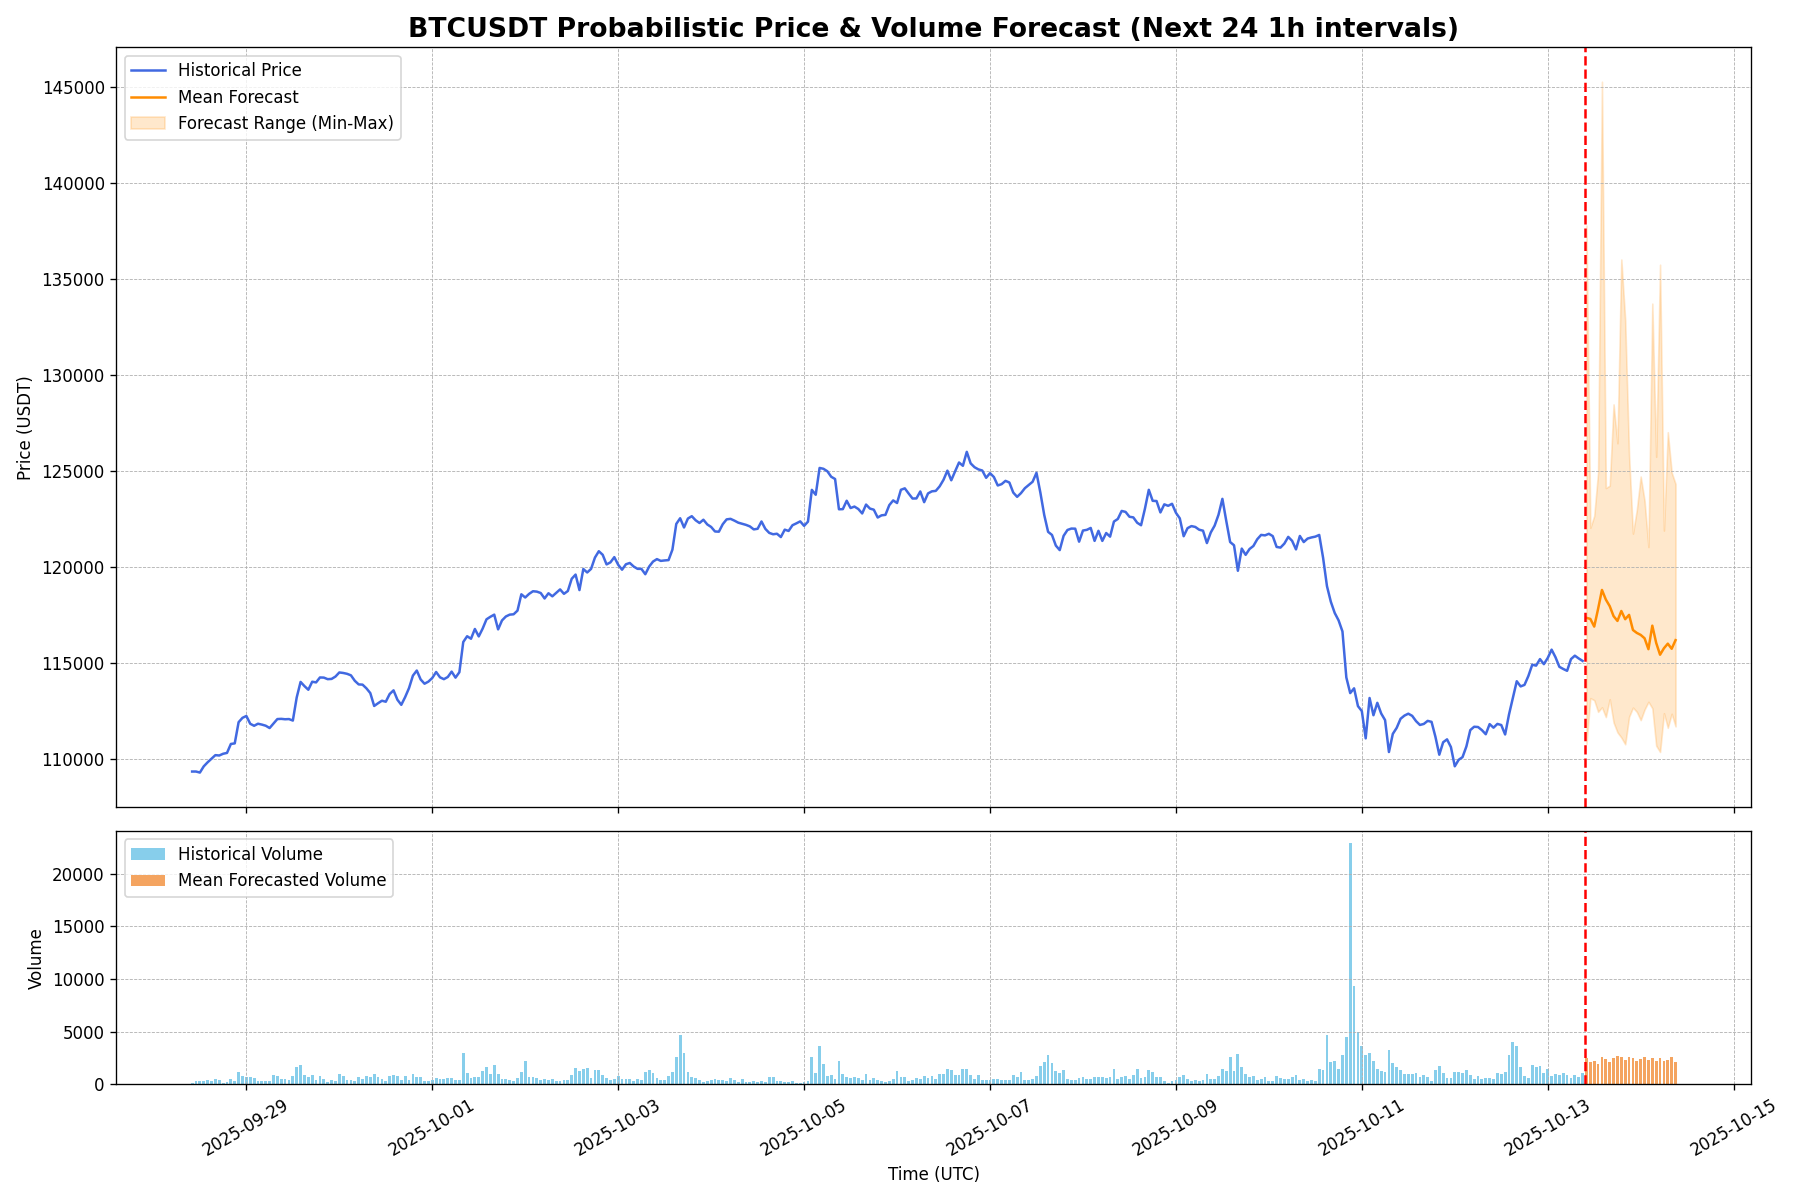 BTCUSDT Probabilistic Price & Volume Forecast (Next 24 1h intervals)
Historical Price
Mean Forecast
Forecast Range (Min-Max)
145000
140000
135000
130000
125000
120000
115000
110000
Price (USDT)
Historical Volume
Mean Forecasted Volume
20000
15000
10000
5000
0
Volume
2025-09-29
2025-10-01
2025-10-03
2025-10-05
2025-10-07
2025-10-09
2025-10-11
2025-10-13
2025-10-15
Time (UTC)